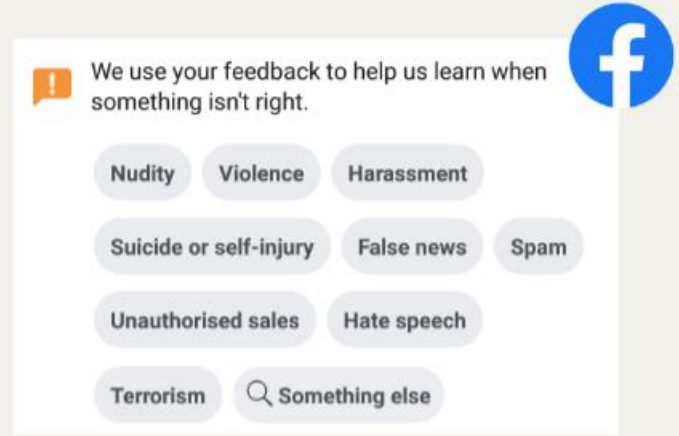 We use your feedback to help us learn when
something isn't right.
Nudity Violence Harassment
Suicide or self-injury False news Spam
Unauthorised sales Hate speech
Terrorism Something else